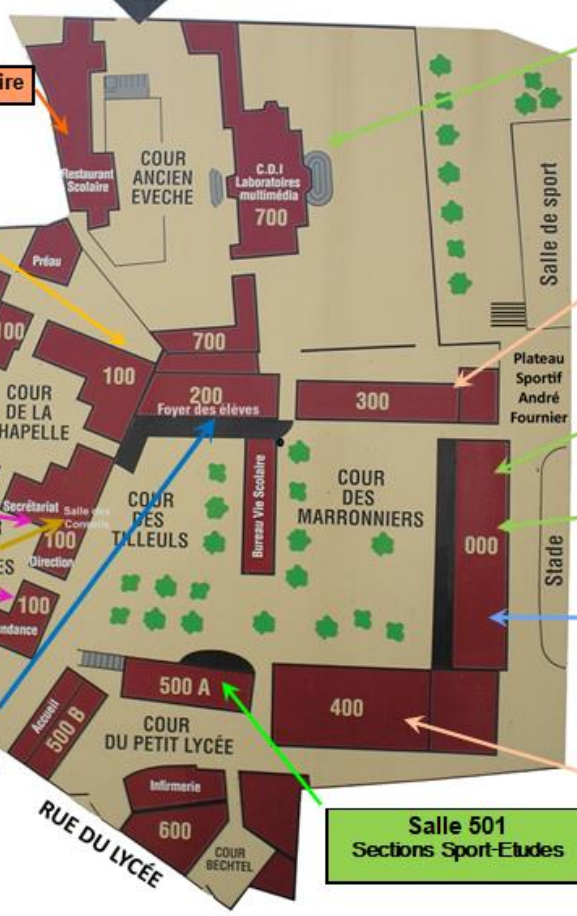 ire
Restaurant
Scolaire
COUR
ANCIEN
EVECHE
C.D.I
Laboratoires
multimédia
700
Salle de sport
Préau
100
700
100
200
Foyer des élèves
300
Plateau
Sportif
André
Fournier
COUR
DE LA
HAPELLE
Secrétariat
Salle des
Conseils
100
Direction
COUR
DES
TILLEULS
Bureau Vie Scolaire
COUR
DES
MARRONNIERS
000
Stade
ES
100
ndance
500 A
400
Accueil
500 B
COUR
DU PETIT LYCÉE
Infirmerie
600
COUR
BECHTEL
RUE DU LYCÉE
Salle 501
Sections Sport-Etudes